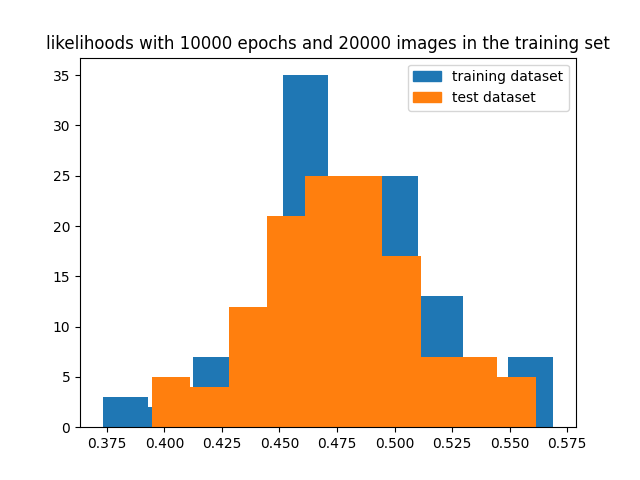 likelihoods with 10000 epochs and 20000 images in the training set
training dataset
test dataset
35
30
25
20
15
10
5
0
0.375 0.400 0.425 0.450 0.475 0.500 0.525 0.550 0.575